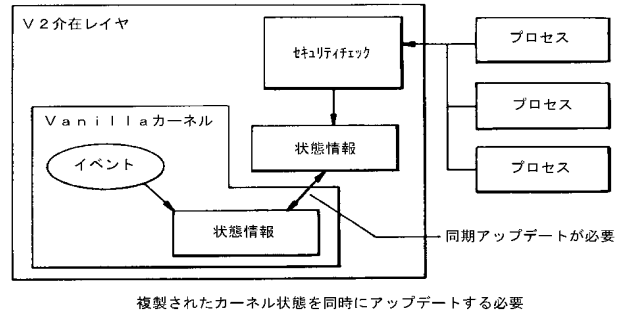 V2介在レイヤ
セキュリティチェック
プロセス
プロセス
プロセス
Vanillaカーネル
イベント
状態情報
状態情報
同期アップデートが必要
複製されたカーネル状態を同時にアップデートする必要